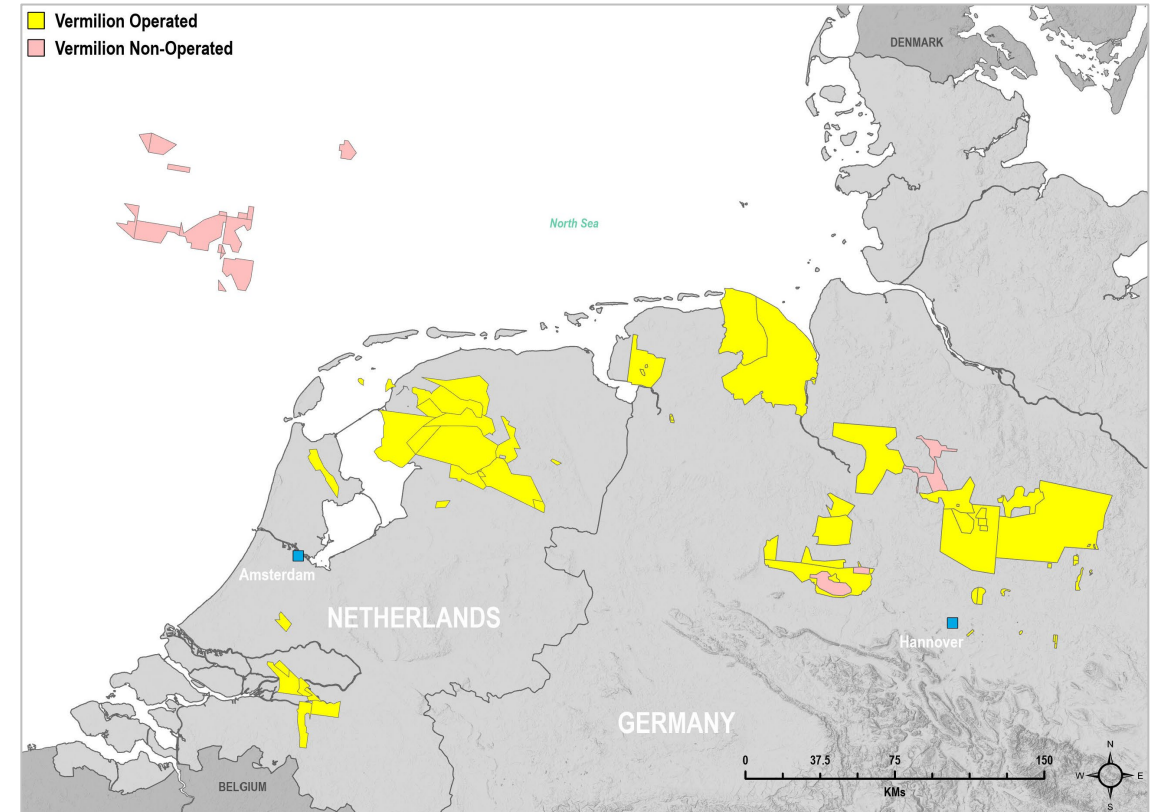 Vermilion Operated
Vermilion Non-Operated
DENMARK
North Sea
Amsterdam
NETHERLANDS
Hannover
GERMANY
BELGIUM
0 37.5 75 150
KMs
N
W E
S